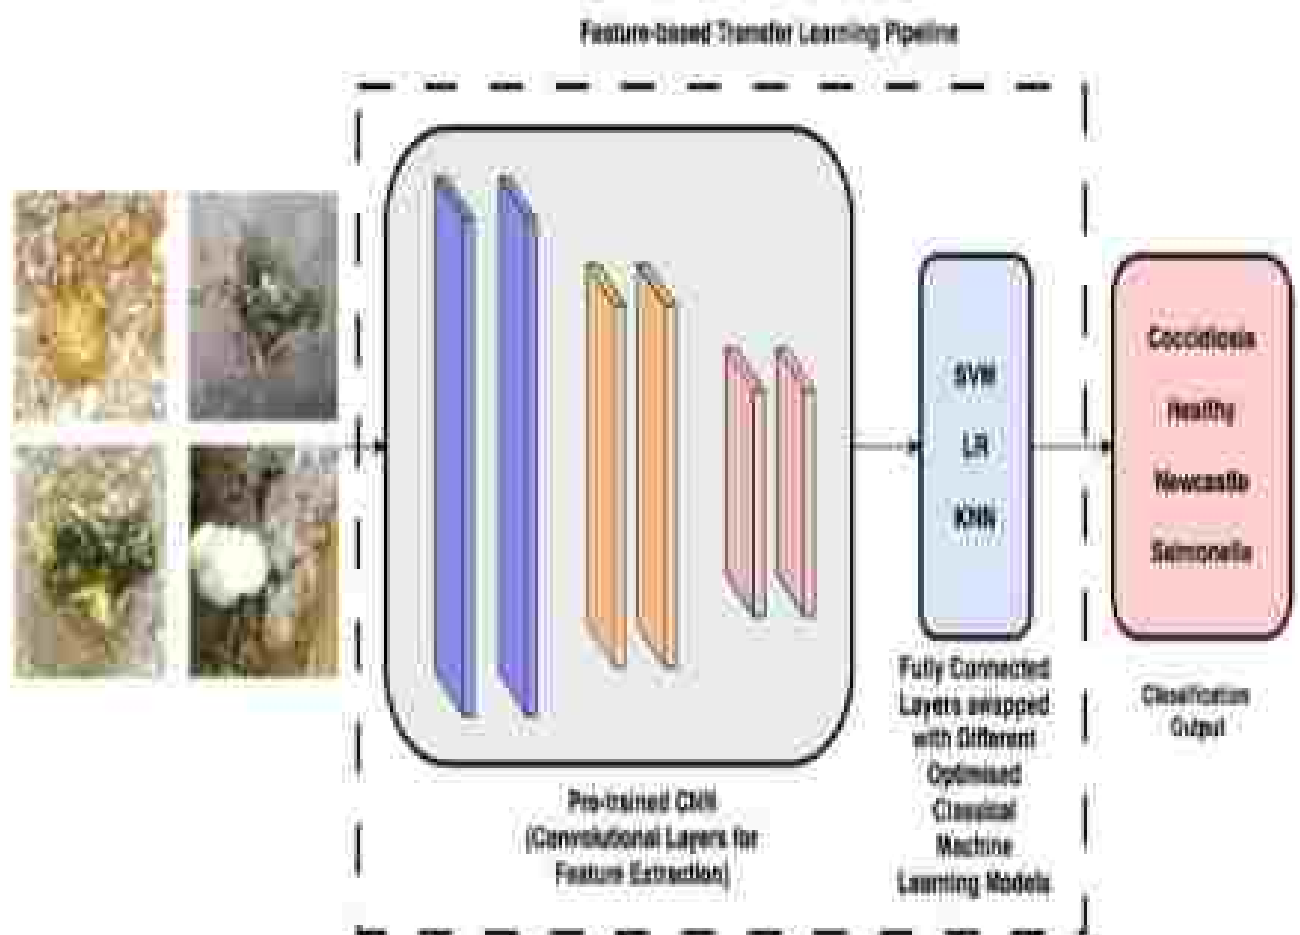 Feature-based Transfer Learning Pipeline
SVM
LR
KNN
Coccidiosis
Healthy
Newcastle
Salmonella
Fully Connected
Layers swapped
with Different
Optimised
Classical
Machine
Learning Models
Classification
Output
Pre-trained CNN
(Convolutional Layers for
Feature Extraction)